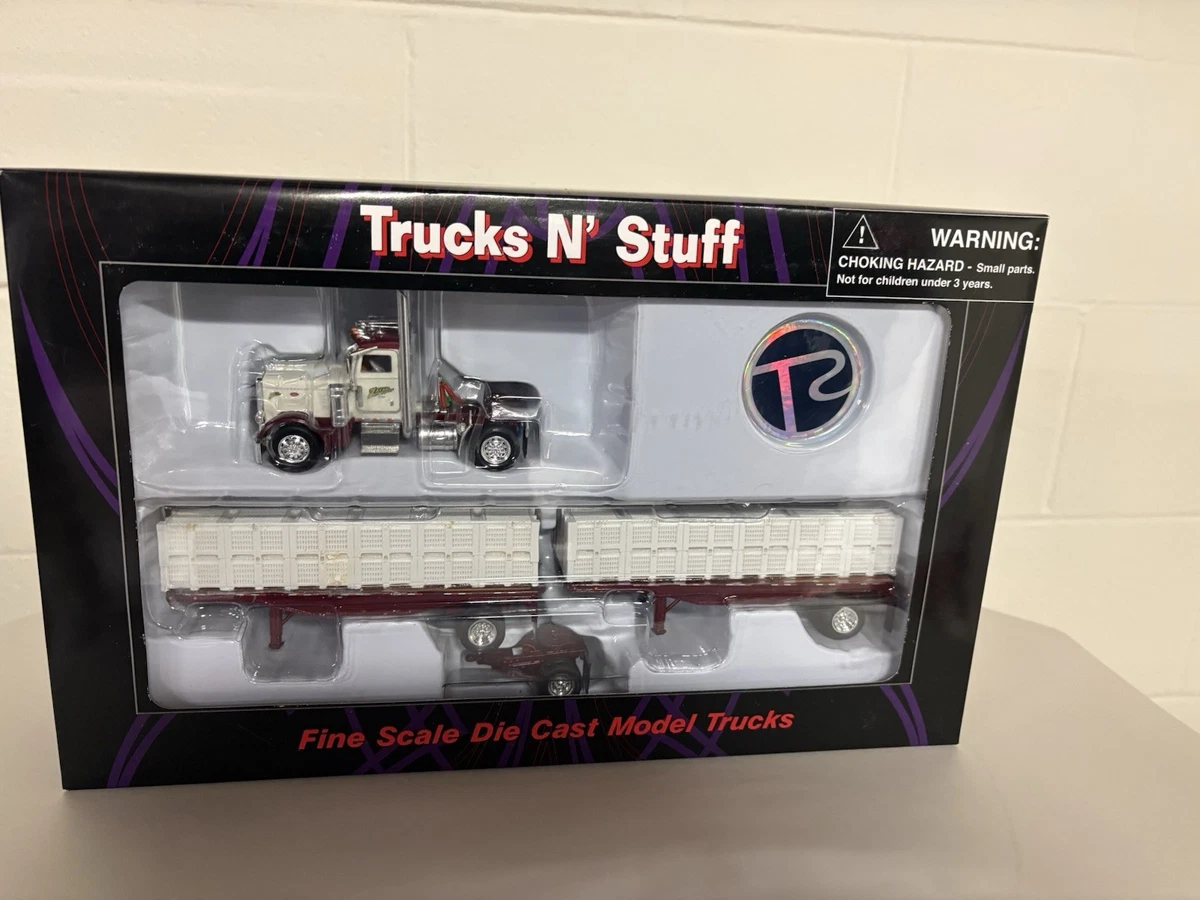 Trucks N' Stuff
WARNING:
CHOKING HAZARD - Small parts.
Not for children under 3 years.
TS
Fine Scale Die Cast Model Trucks